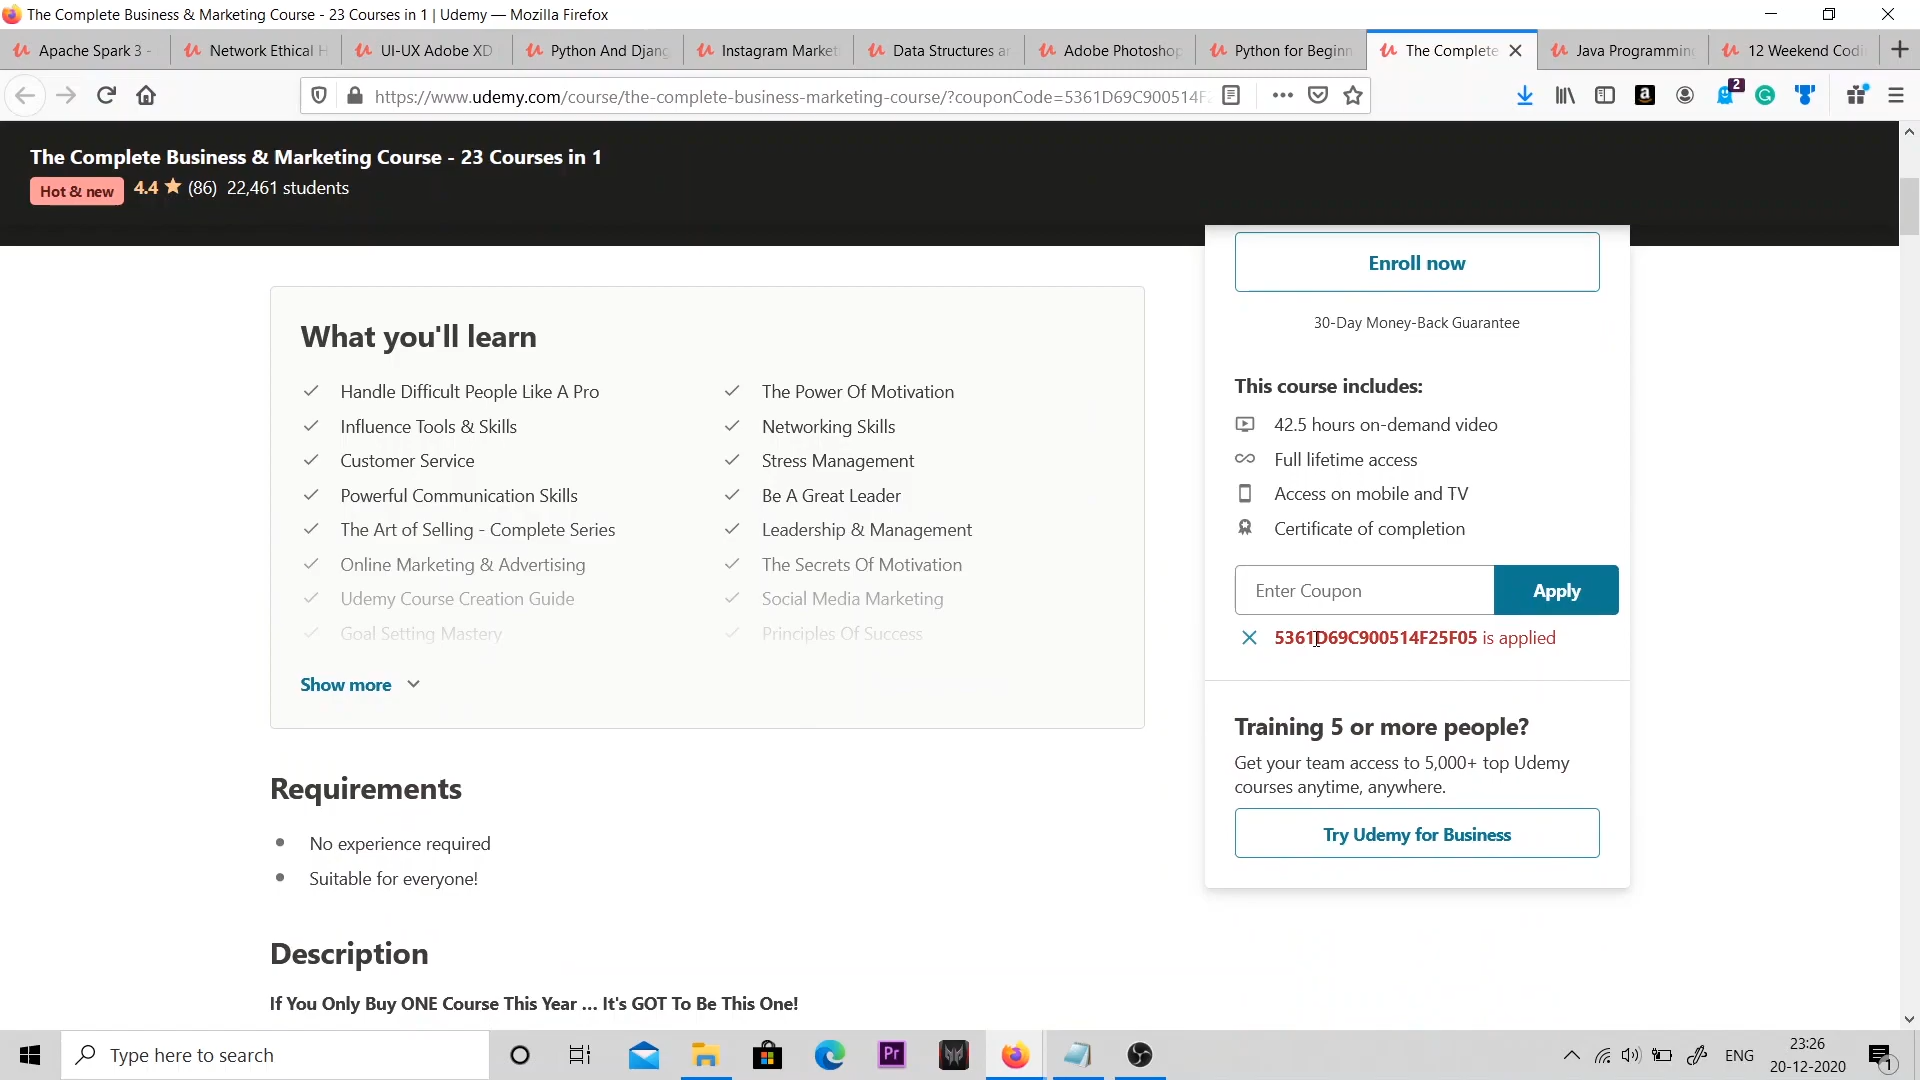 The Complete Business & Marketing Course - 23 Courses in 1 | Udemy — Mozilla Firefox
Apache Spark 3 -
Network Ethical H
UI-UX Adobe XD
Python And Djang
Instagram Market
Data Structures an
Adobe Photoshop
Python for Beginn
The Complete
Java Programming
12 Weekend Codi
https://www.udemy.com/course/the-complete-business-marketing-course/?couponCode=5361D69C900514F
2
The Complete Business & Marketing Course - 23 Courses in 1
Hot & new 4.4 (86) 22,461 students
What you'll learn
Handle Difficult People Like A Pro
Influence Tools & Skills
Customer Service
Powerful Communication Skills
The Art of Selling - Complete Series
Online Marketing & Advertising
Udemy Course Creation Guide
Goal Setting Mastery
The Power Of Motivation
Networking Skills
Stress Management
Be A Great Leader
Leadership & Management
The Secrets Of Motivation
Social Media Marketing
Principles Of Success
Show more
Requirements
No experience required
Suitable for everyone!
Description
If You Only Buy ONE Course This Year ... It's GOT To Be This One!
Enroll now
30-Day Money-Back Guarantee
This course includes:
42.5 hours on-demand video
Full lifetime access
Access on mobile and TV
Certificate of completion
Enter Coupon
Apply
5361D69C900514F25F05 is applied
Training 5 or more people?
Get your team access to 5,000+ top Udemy
courses anytime, anywhere.
Try Udemy for Business
Type here to search
Pr
ENG
23:26
20-12-2020
1